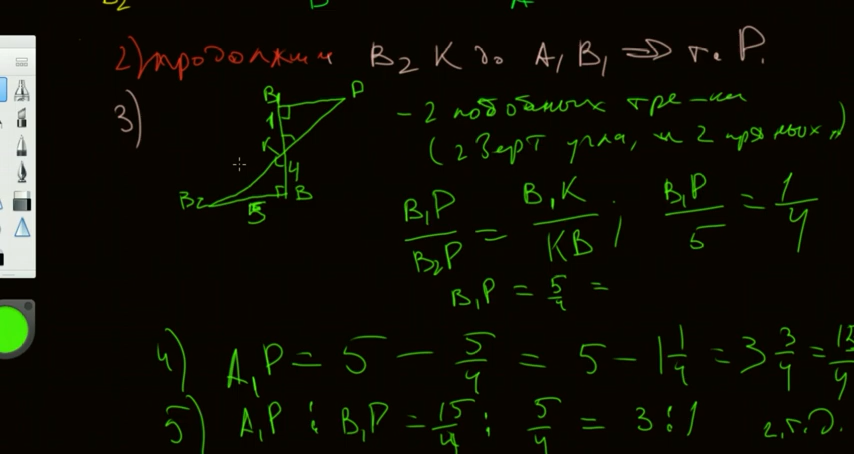 B₂ B A
2) продолжим B₂K до A₁B₁ ⇒ т. P.
3)
B₁ P
1
K
4
B₂ B
5
- 2 подобных тре-ка
(2 верт угла, и 2 прямых)
B₁P/B₂P = B₁K/KB ; B₁P/5 = 1/4
B₁P = 5/4 =
4) A₁P = 5 - 5/4 = 5 - 1 1/4 = 3 3/4 = 15/4
5) A₁P : B₁P = 15/4 : 5/4 = 3:1 ч.т.д.